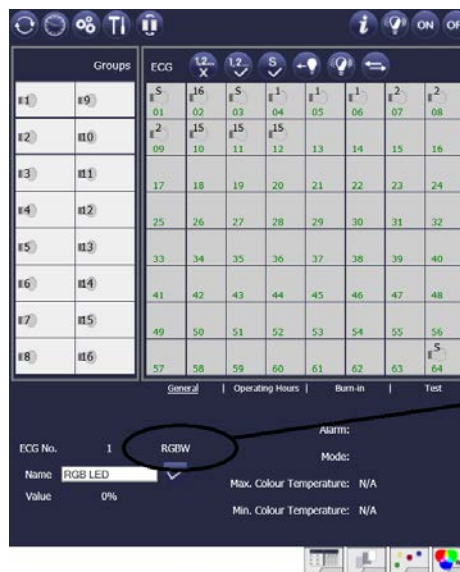 i ON OF
Groups ECG 1,2... X 1,2... S
1 9
2 10
3 11
4 12
5 13
6 14
7 15
8 16
S 16 S 1 1 1 2 2
01 02 03 04 05 06 07 08
2 15 15 15
09 10 11 12 13 14 15 16
17 18 19 20 21 22 23 24
25 26 27 28 29 30 31 32
33 34 35 36 37 38 39 40
41 42 43 44 45 46 47 48
49 50 51 52 53 54 55 56
S
57 58 59 60 61 62 63 64
General | Operating Hours | Burn-in | Test
Alarm:
ECG No. 1 RGBW
Mode:
Name RGB LED
Max. Colour Temperature: N/A
Value 0%
Min. Colour Temperature: N/A